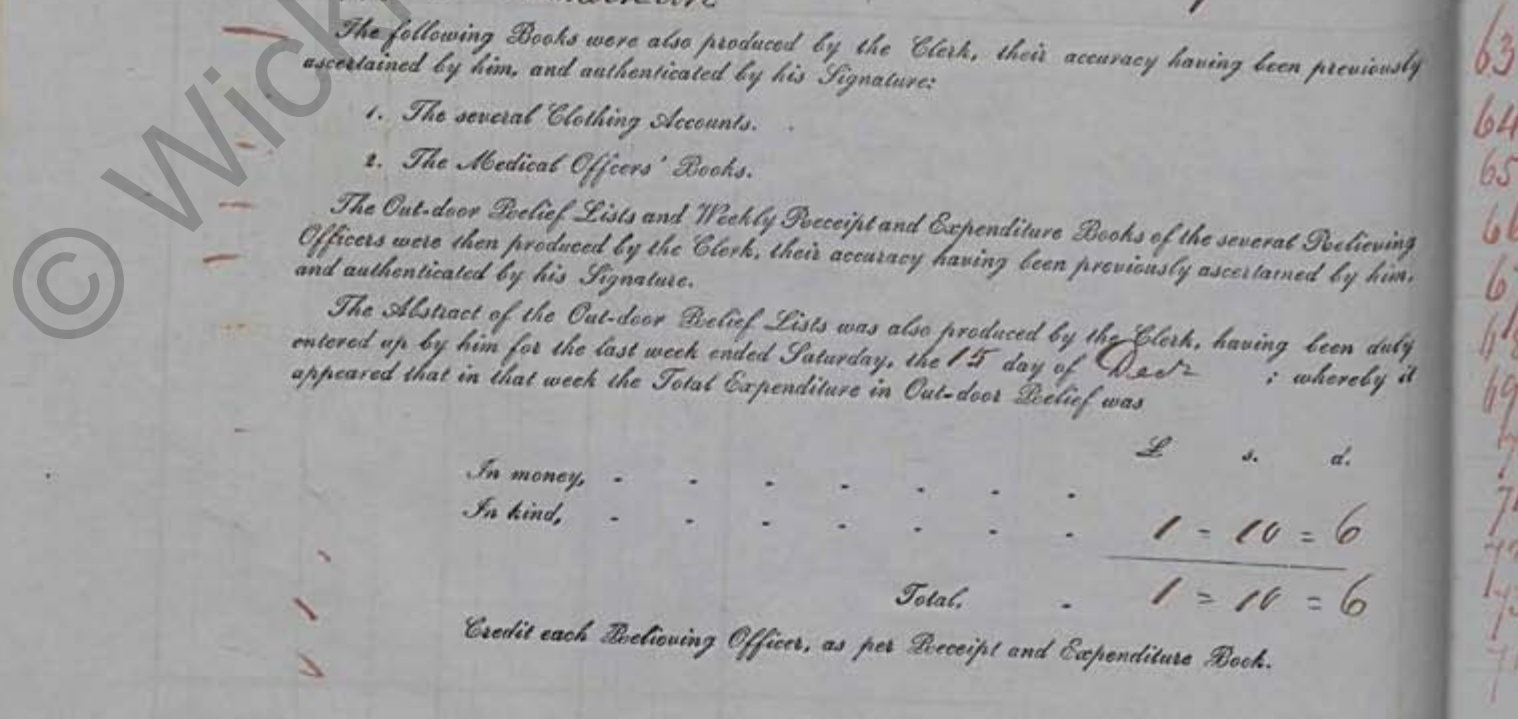 The following Books were also produced by the Clerk, their accuracy having been previously
ascertained by him, and authenticated by his Signature:
1. The several Clothing Accounts.
2. The Medical Officers' Books.
The Out-door Relief Lists and Weekly Receipt and Expenditure Books of the several Relieving
Officers were then produced by the Clerk, their accuracy having been previously ascertained by him,
and authenticated by his Signature.
The Abstract of the Out-door Relief Lists was also produced by the Clerk, having been duly
entered up by him for the last week ended Saturday, the 15 day of Decr ; whereby it
appeared that in that week the Total Expenditure in Out-door Relief was
£ s. d.
In money, - - - - - - -
In kind, - - - - - - - 1 = 10 = 6
Total, - 1 = 10 = 6
Credit each Relieving Officer, as per Receipt and Expenditure Book.
© Wick
63
64
65
69